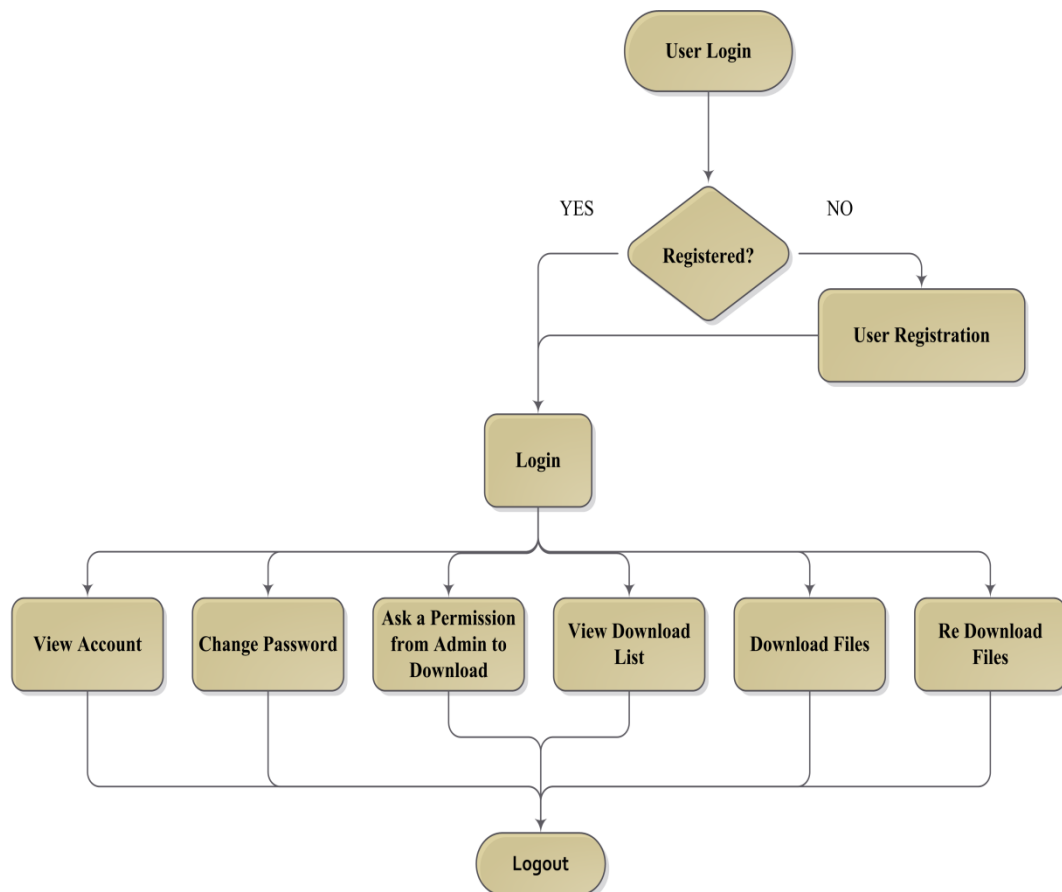 User Login
YES
NO
Registered?
User Registration
Login
View Account
Change Password
Ask a Permission
from Admin to
Download
View Download
List
Download Files
Re Download
Files
Logout